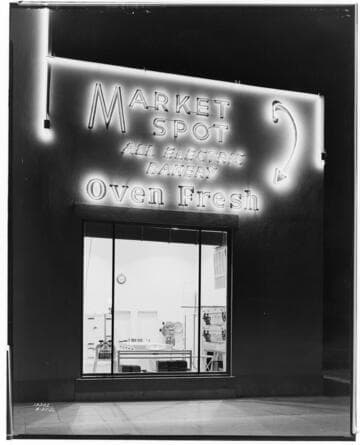 MARKET
SPOT
ALL ELECTRIC
BAKERY
Oven Fresh